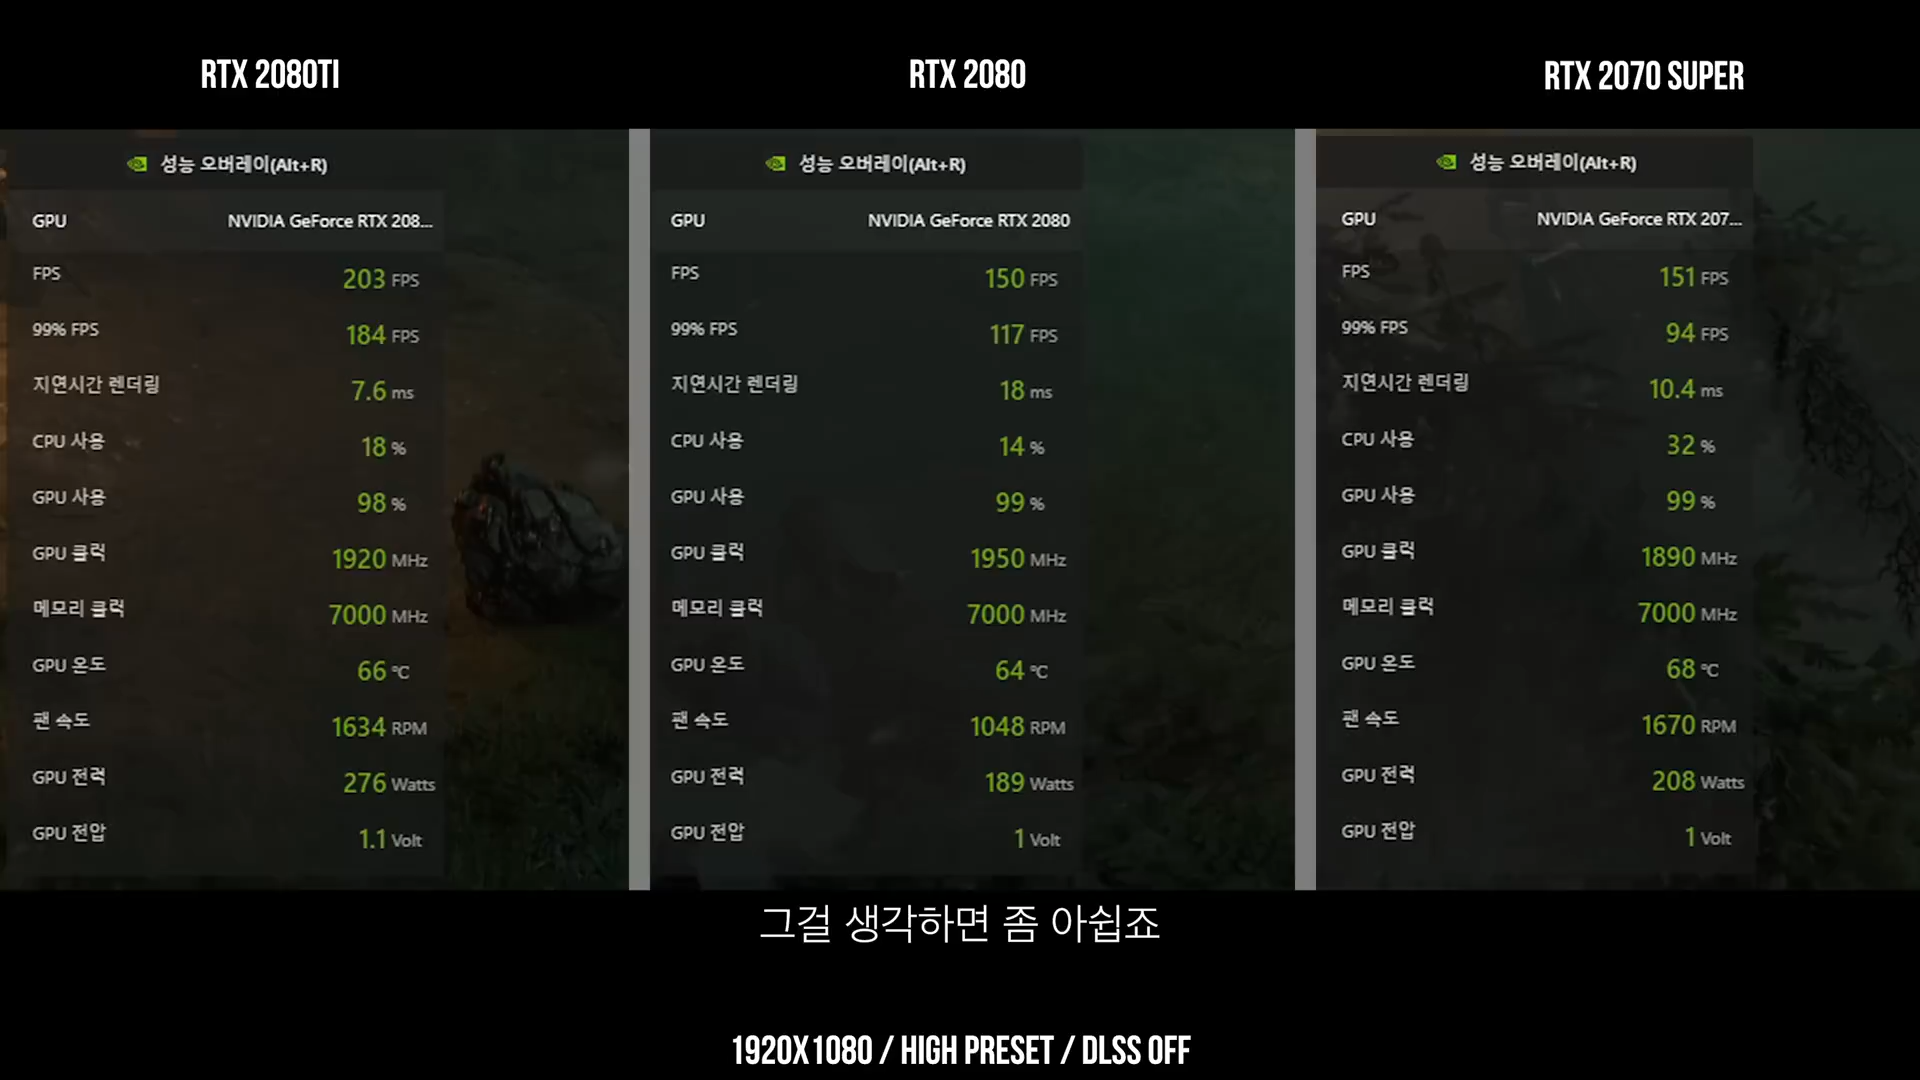 RTX 2080TI
RTX 2080
RTX 2070 SUPER
성능 오버레이(Alt+R)
GPU NVIDIA GeForce RTX 208...
FPS 203 FPS
99% FPS 184 FPS
지연시간 렌더링 7.6 ms
CPU 사용 18 %
GPU 사용 98 %
GPU 클럭 1920 MHz
메모리 클럭 7000 MHz
GPU 온도 66 ℃
팬 속도 1634 RPM
GPU 전력 276 Watts
GPU 전압 1.1 Volt
성능 오버레이(Alt+R)
GPU NVIDIA GeForce RTX 2080
FPS 150 FPS
99% FPS 117 FPS
지연시간 렌더링 18 ms
CPU 사용 14 %
GPU 사용 99 %
GPU 클럭 1950 MHz
메모리 클럭 7000 MHz
GPU 온도 64 ℃
팬 속도 1048 RPM
GPU 전력 189 Watts
GPU 전압 1 Volt
성능 오버레이(Alt+R)
GPU NVIDIA GeForce RTX 207...
FPS 151 FPS
99% FPS 94 FPS
지연시간 렌더링 10.4 ms
CPU 사용 32 %
GPU 사용 99 %
GPU 클럭 1890 MHz
메모리 클럭 7000 MHz
GPU 온도 68 ℃
팬 속도 1670 RPM
GPU 전력 208 Watts
GPU 전압 1 Volt
그걸 생각하면 좀 아쉽죠
1920X1080 / HIGH PRESET / DLSS OFF